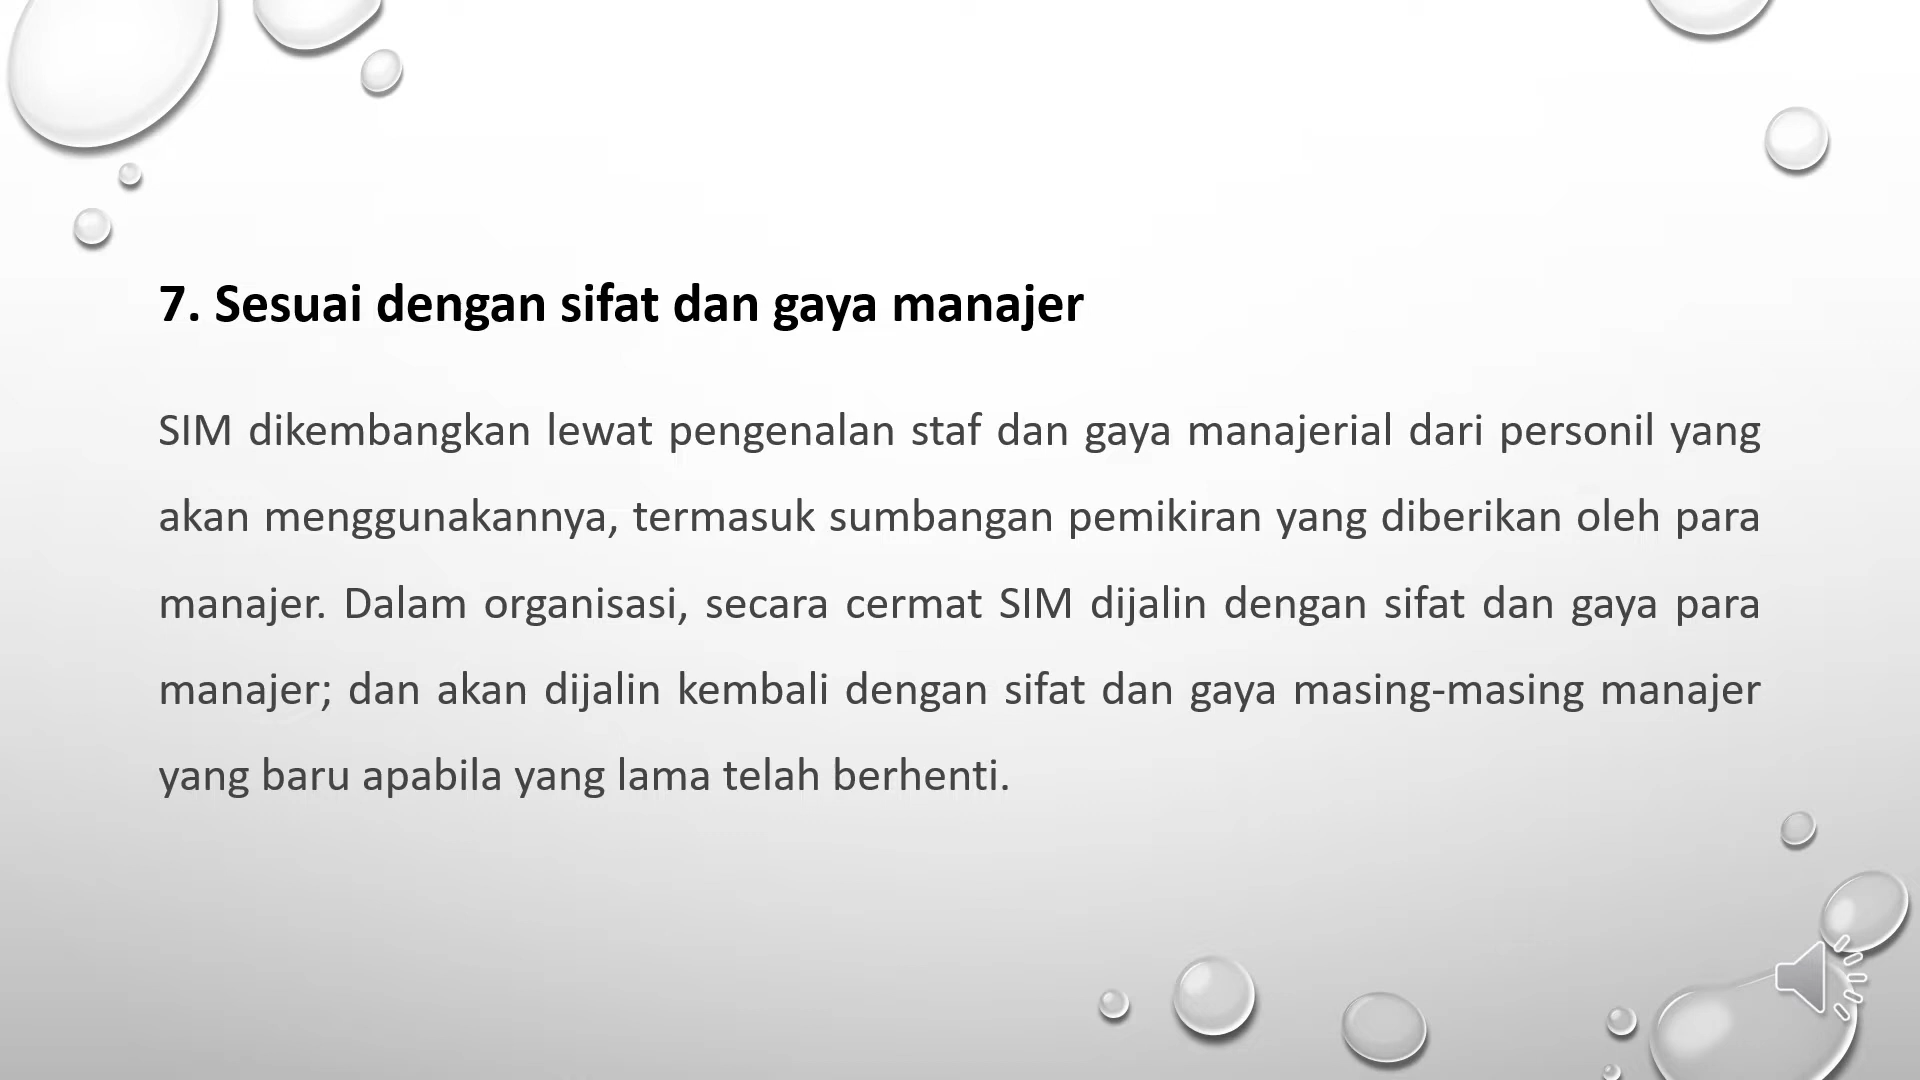 7. Sesuai dengan sifat dan gaya manajer
SIM dikembangkan lewat pengenalan staf dan gaya manajerial dari personil yang
akan menggunakannya, termasuk sumbangan pemikiran yang diberikan oleh para
manajer. Dalam organisasi, secara cermat SIM dijalin dengan sifat dan gaya para
manajer; dan akan dijalin kembali dengan sifat dan gaya masing-masing manajer
yang baru apabila yang lama telah berhenti.